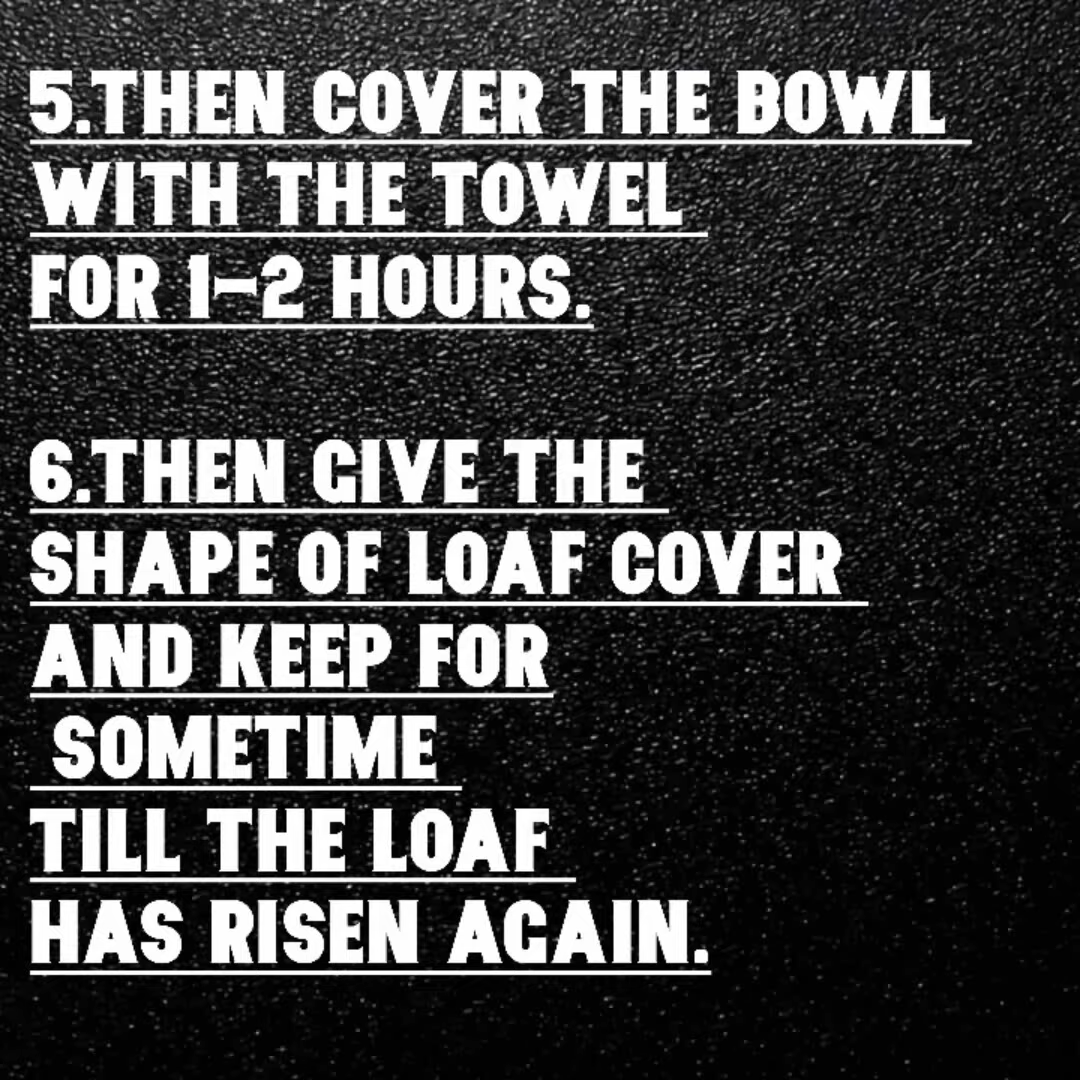 5.THEN COVER THE BOWL
WITH THE TOWEL
FOR 1-2 HOURS.
6.THEN GIVE THE
SHAPE OF LOAF COVER
AND KEEP FOR
SOMETIME
TILL THE LOAF
HAS RISEN AGAIN.